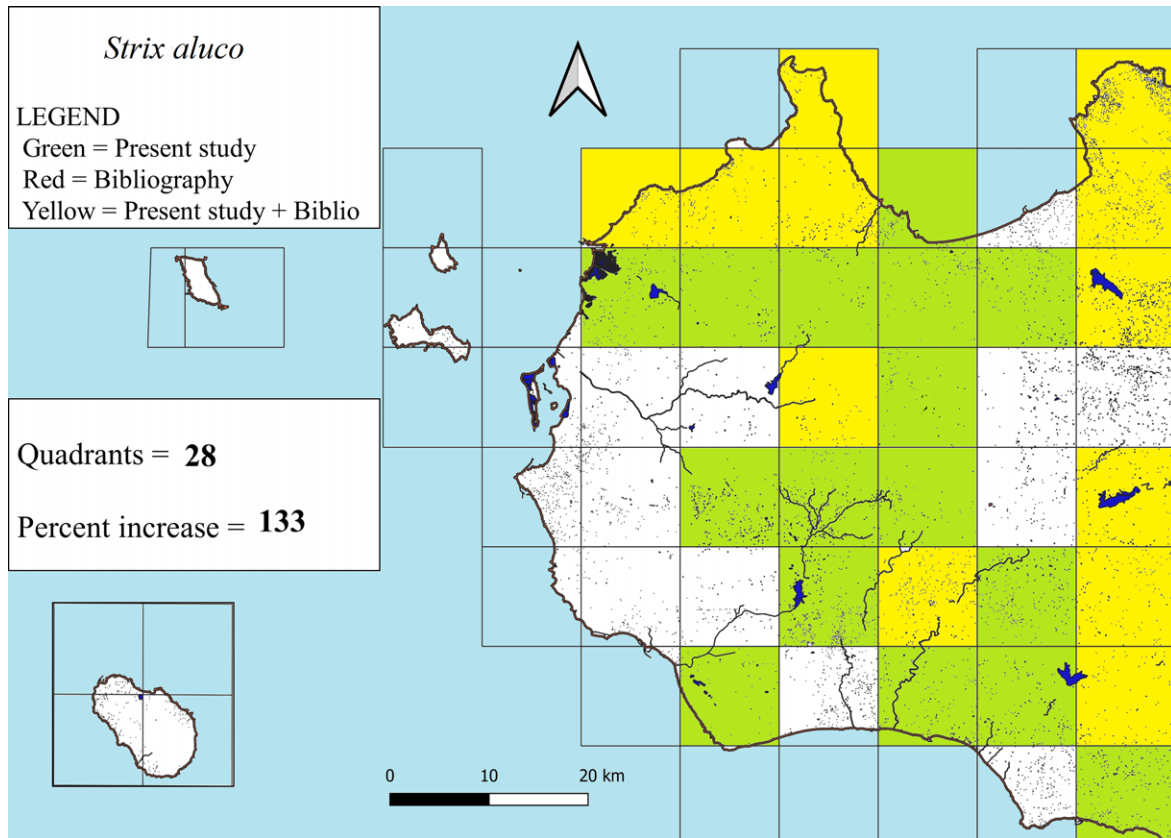 Strix aluco
LEGEND
Green = Present study
Red = Bibliography
Yellow = Present study + Biblio
Quadrants = 28
Percent increase = 133
0 10 20 km